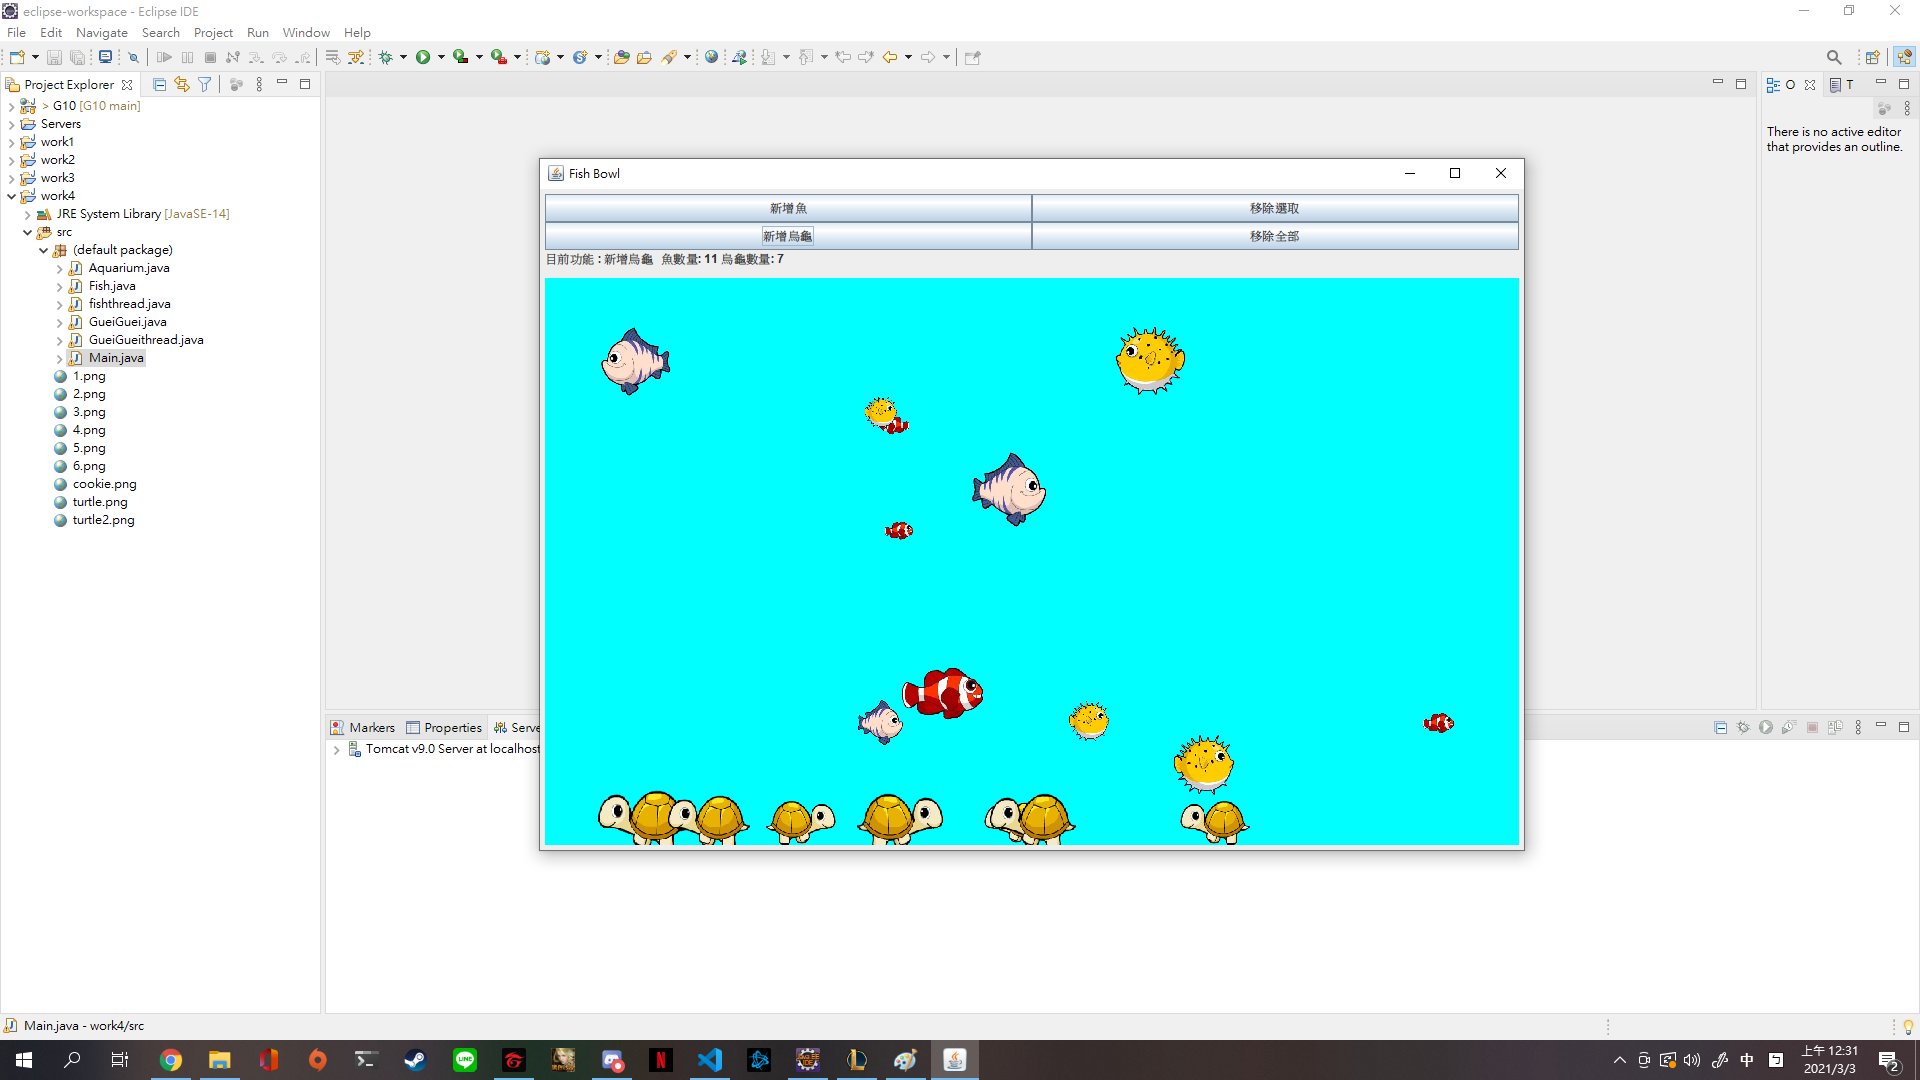 eclipse-workspace - Eclipse IDE
File Edit Navigate Search Project Run Window Help
Project Explorer
> G10 [G10 main]
Servers
work1
work2
work3
work4
JRE System Library [JavaSE-14]
src
(default package)
Aquarium.java
Fish.java
fishthread.java
GueiGuei.java
GueiGueithread.java
Main.java
1.png
2.png
3.png
4.png
5.png
6.png
cookie.png
turtle.png
turtle2.png
Fish Bowl
新增魚 移除選取
新增烏龜 移除全部
目前功能 : 新增烏龜 魚數量: 11 烏龜數量: 7
O T
There is no active editor
that provides an outline.
Markers Properties Serve
Tomcat v9.0 Server at localhost
Main.java - work4/src
LINE
N
中
上午 12:31
2021/3/3
2